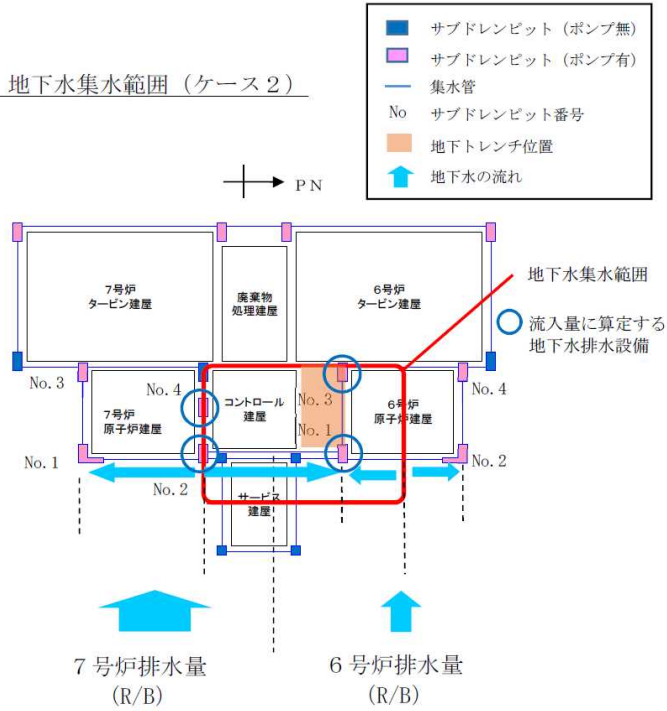 サブドレンピット（ポンプ無）
サブドレンピット（ポンプ有）
集水管
No サブドレンピット番号
地下トレンチ位置
地下水の流れ
地下水集水範囲（ケース２）
ＰＮ
7号炉
タービン建屋
廃棄物
処理建屋
6号炉
タービン建屋
地下水集水範囲
流入量に算定する
地下水排水設備
No.3
No.4
7号炉
原子炉建屋
コントロール
建屋
No.3
No.1
6号炉
原子炉建屋
No.4
No.1
No.2
No.2
サービス
建屋
７号炉排水量
(R/B)
６号炉排水量
(R/B)